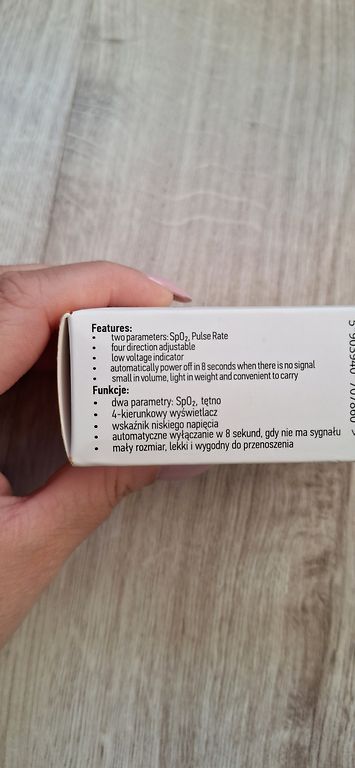 Features:
• two parameters: SpO₂, Pulse Rate
• four direction adjustable
• low voltage indicator
• automatically power off in 8 seconds when there is no signal
• small in volume, light in weight and convenient to carry
Funkcje:
• dwa parametry: SpO₂, tętno
• 4-kierunkowy wyświetlacz
• wskaźnik niskiego napięcia
• automatyczne wyłączanie w 8 sekund, gdy nie ma sygnału
• mały rozmiar, lekki i wygodny do przenoszenia
5 903940